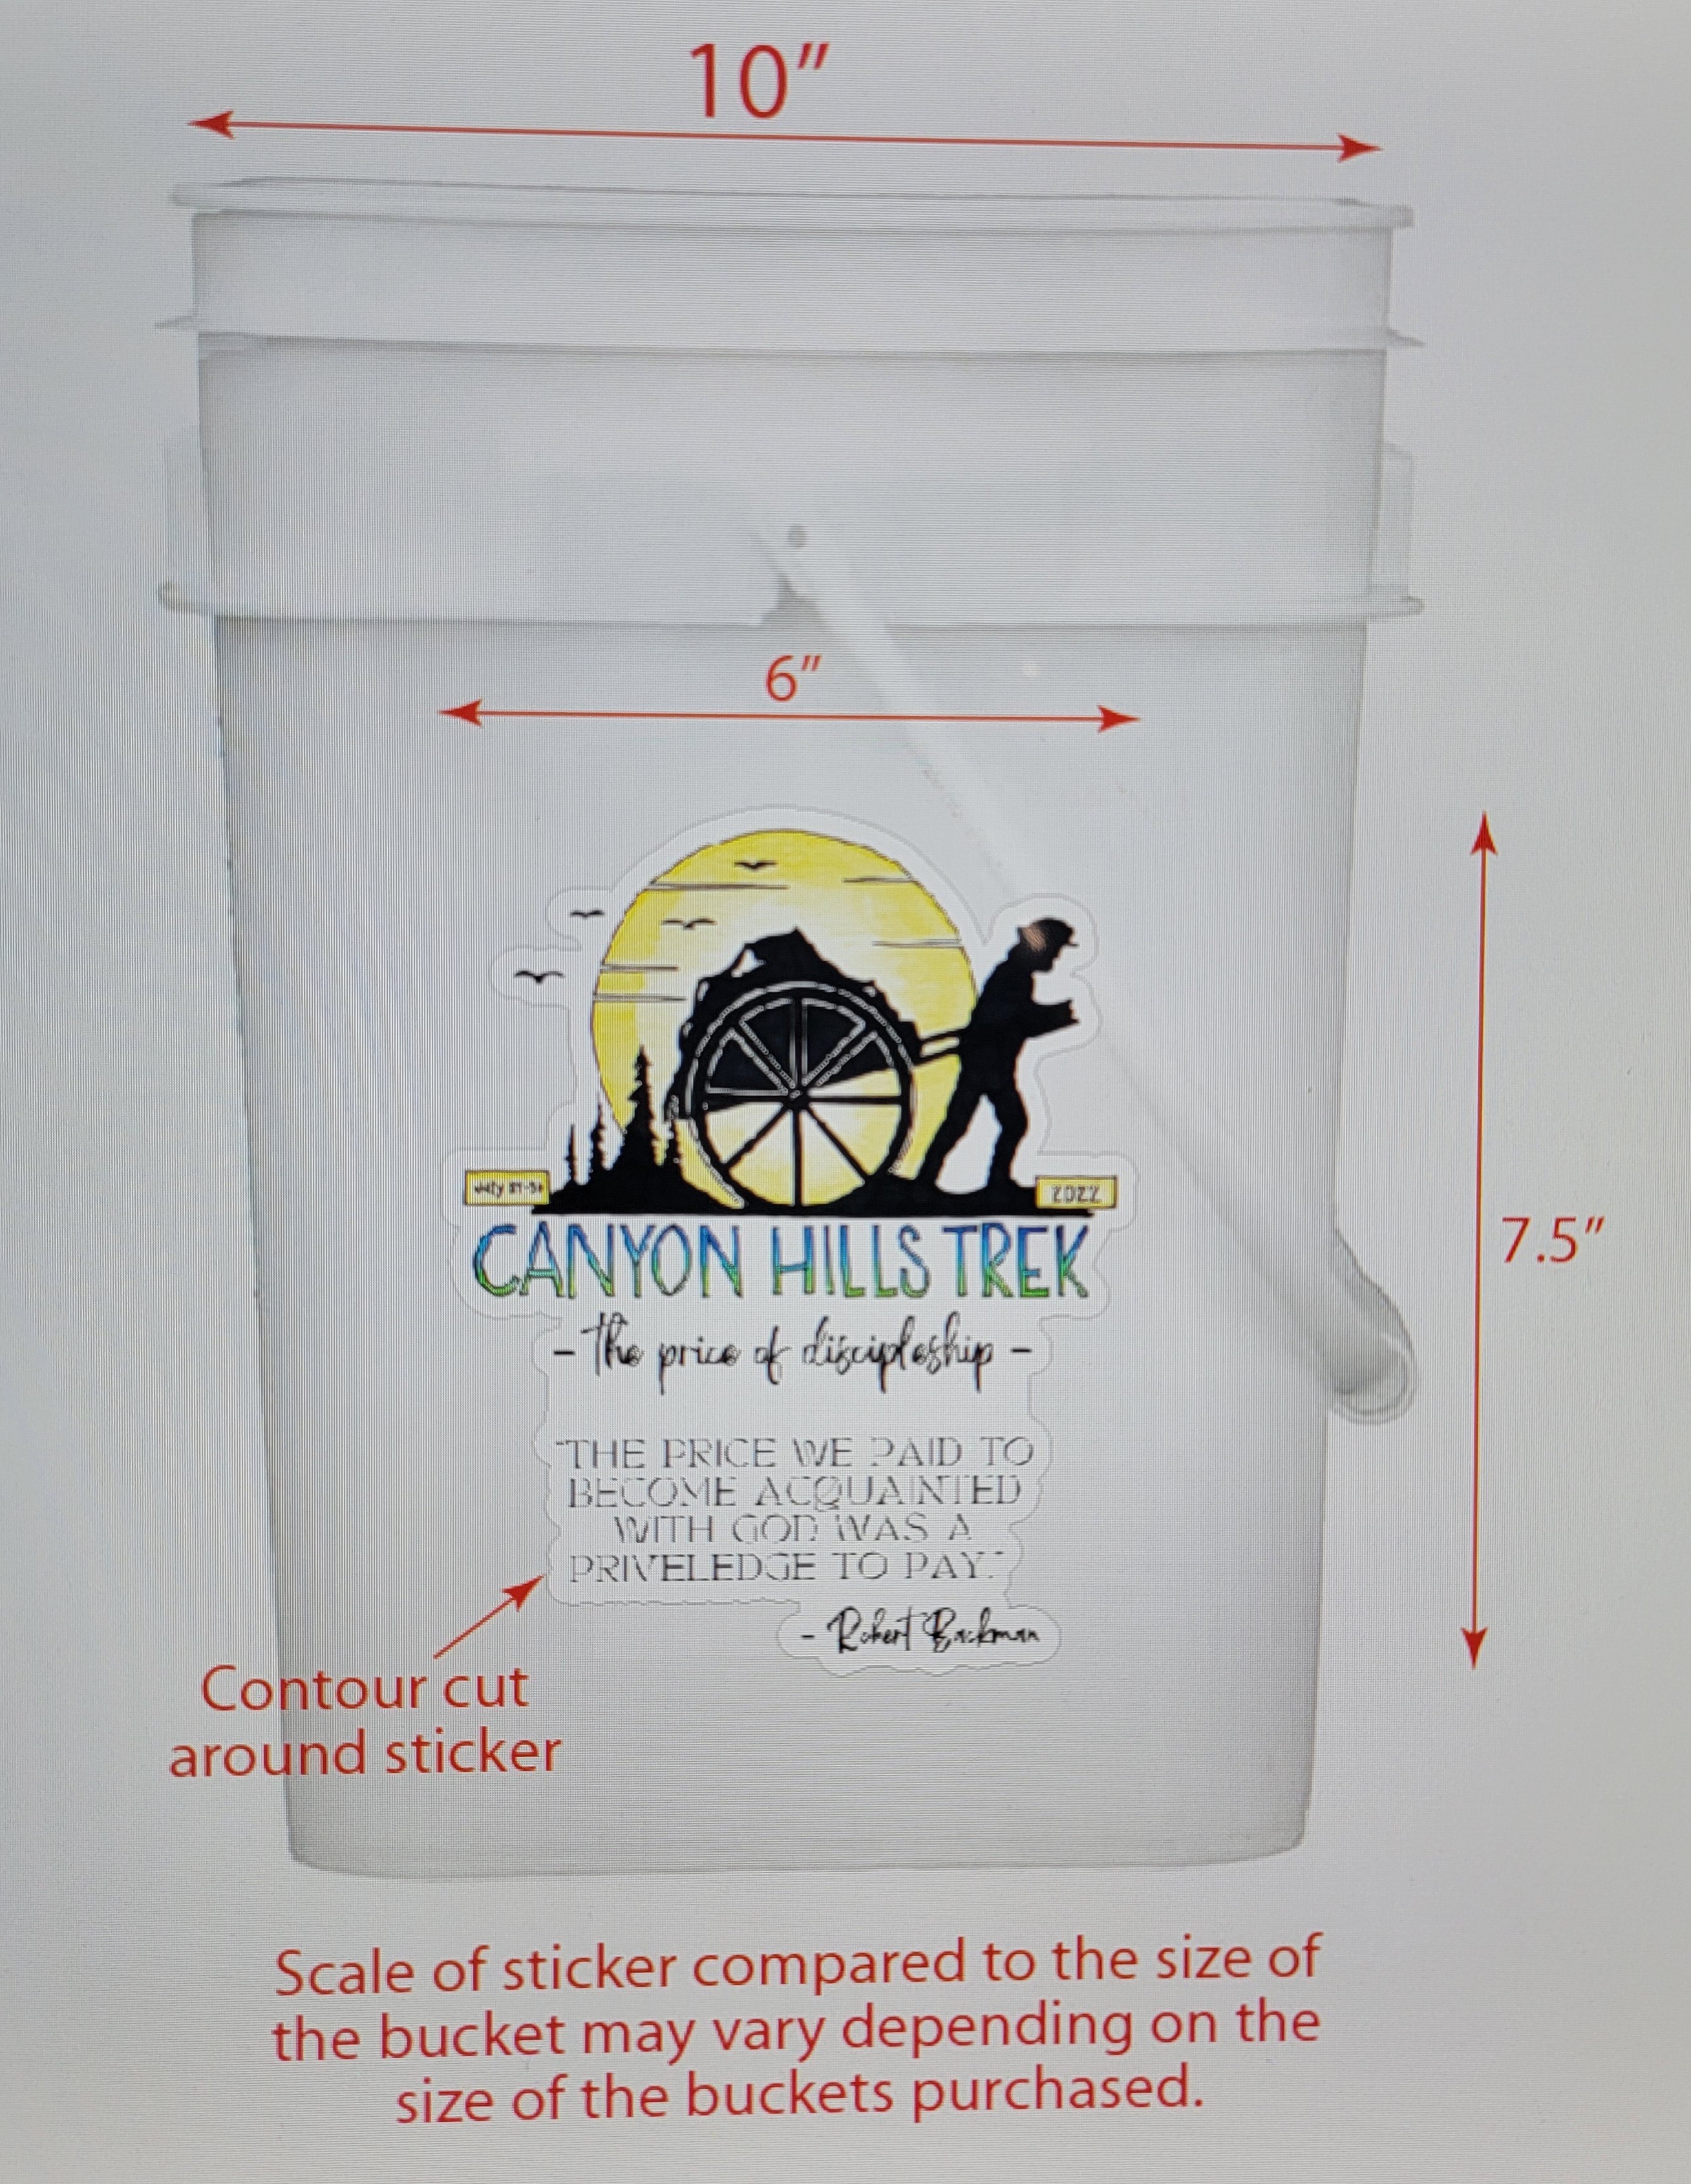 10"
6"
7.5"
2022
CANYON HILLS TREK
- The price of discipleship -
"THE PRICE WE PAID TO
BECOME ACQUAINTED
WITH GOD WAS A
PRIVELEDGE TO PAY."
- Robert Backman
Contour cut
around sticker
Scale of sticker compared to the size of
the bucket may vary depending on the
size of the buckets purchased.